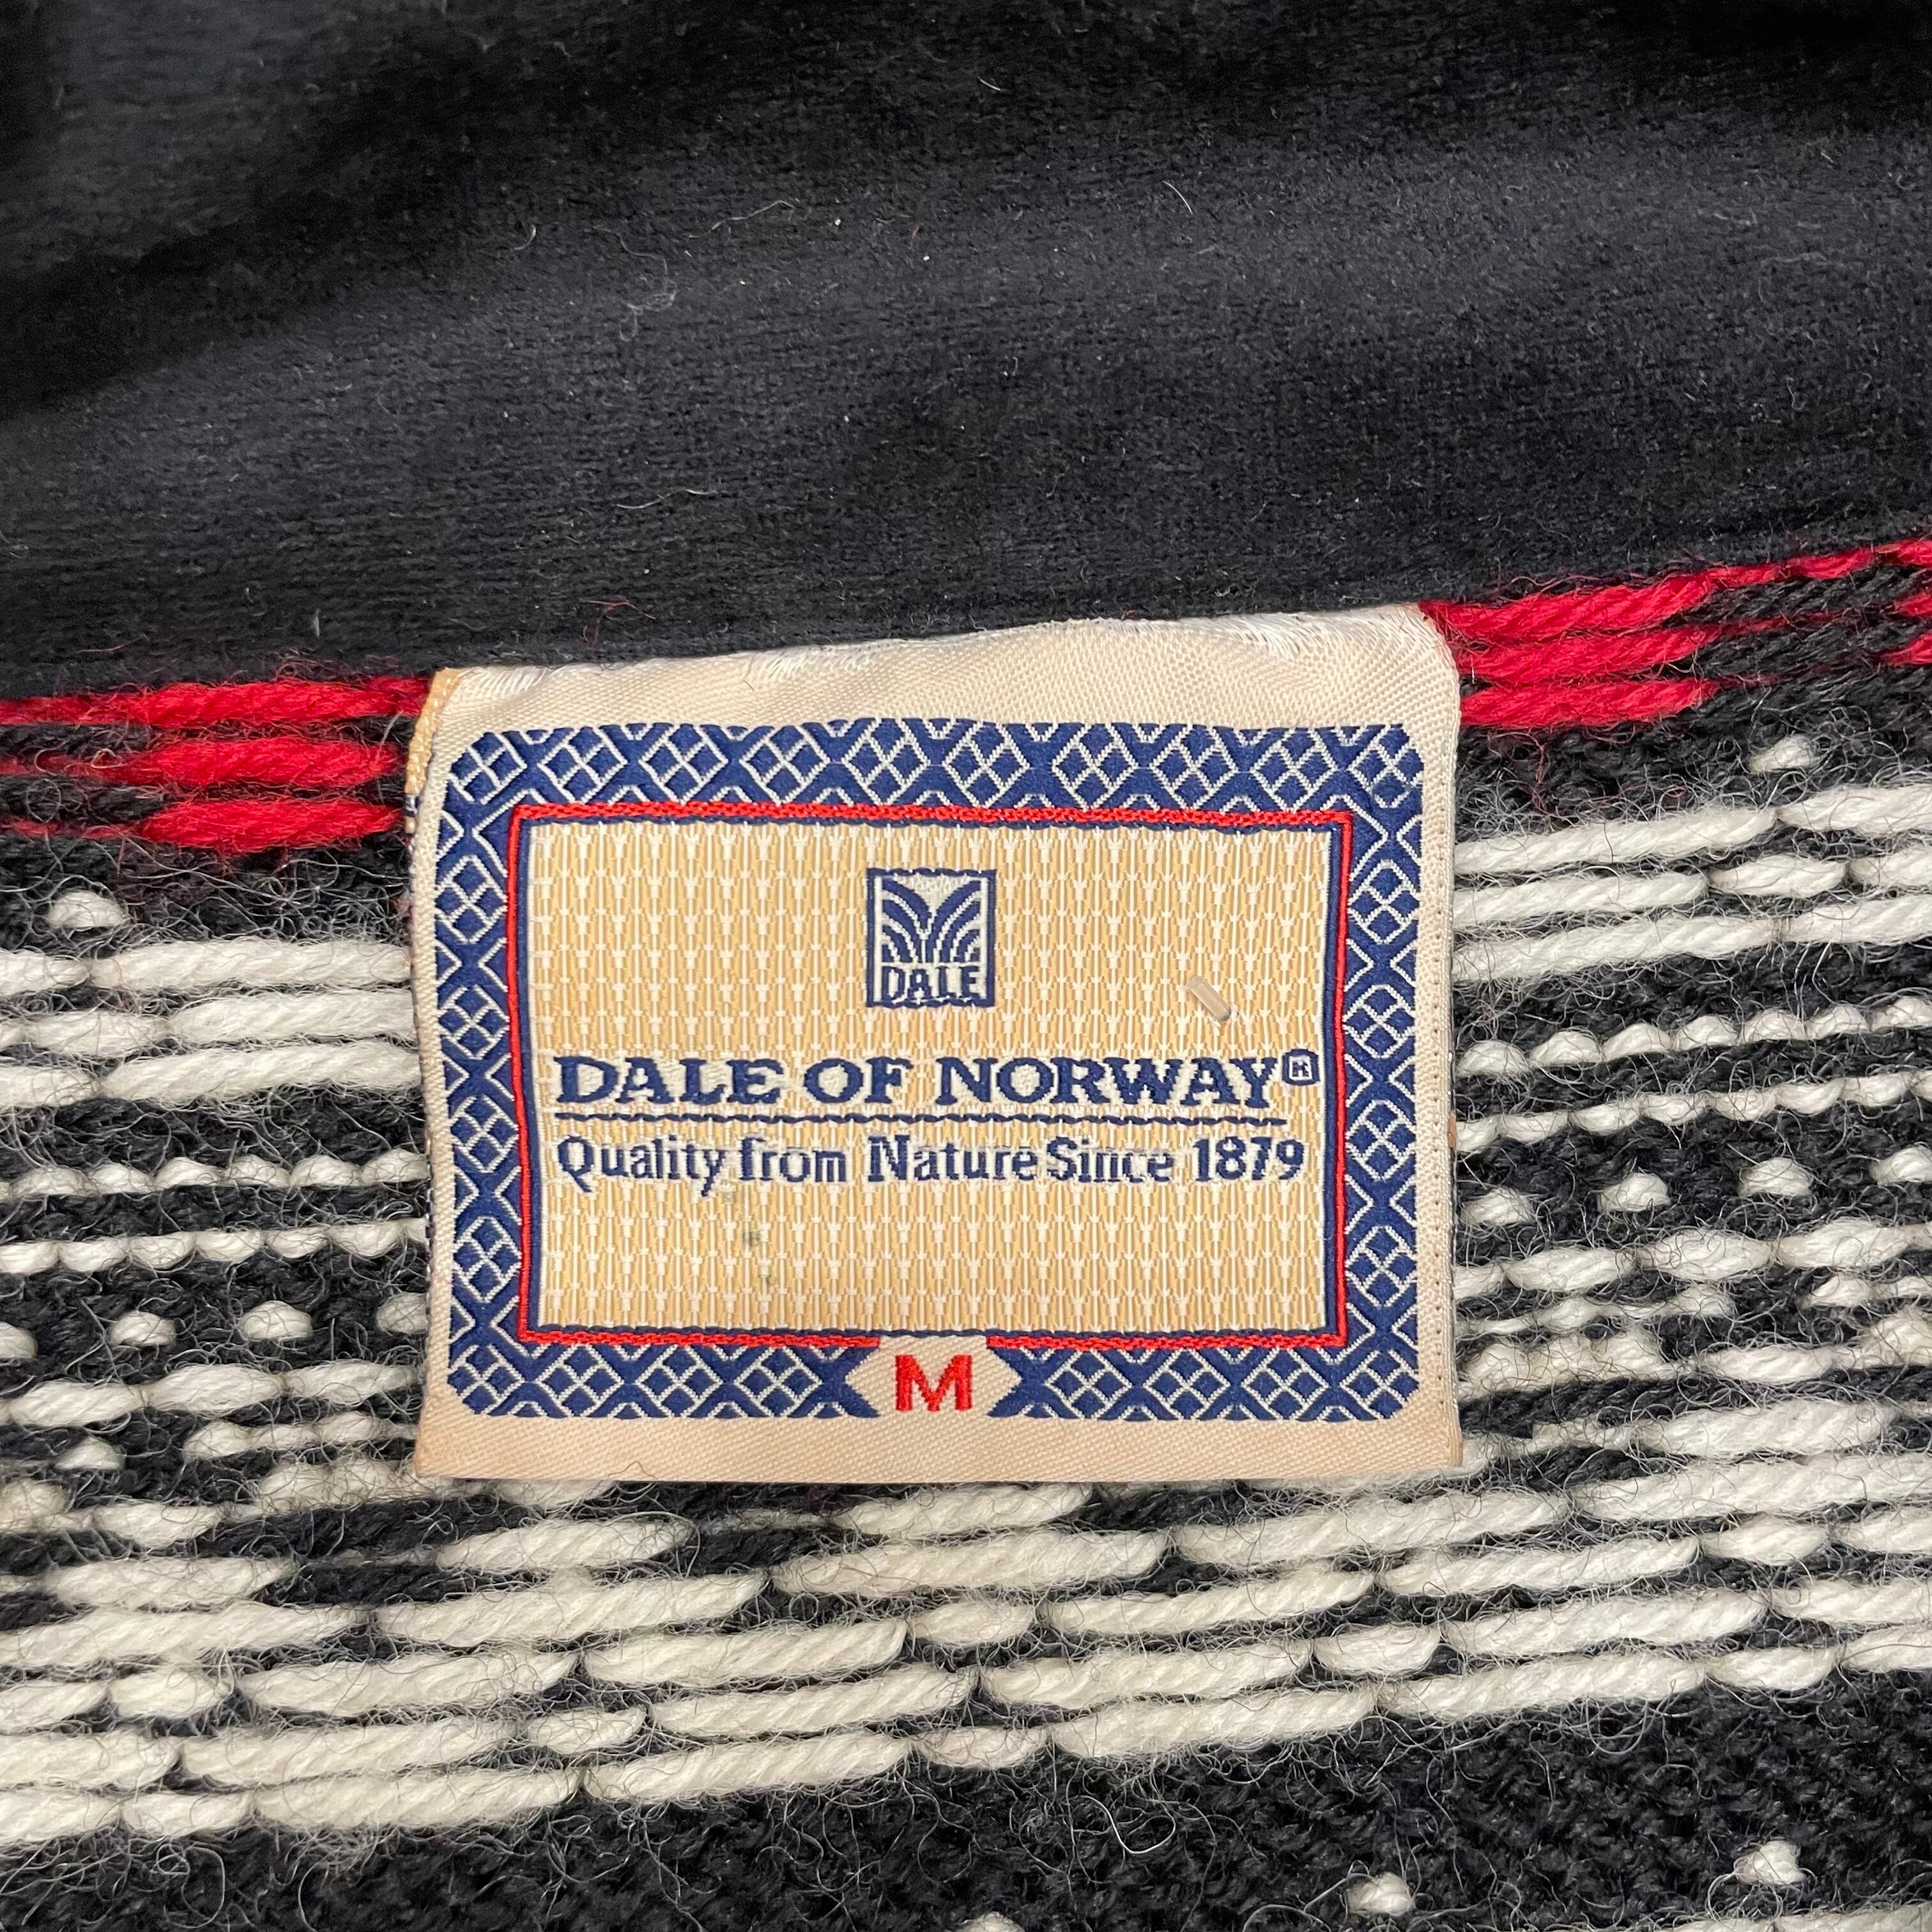 DALE
DALE OF NORWAY®
Quality from Nature Since 1879
M